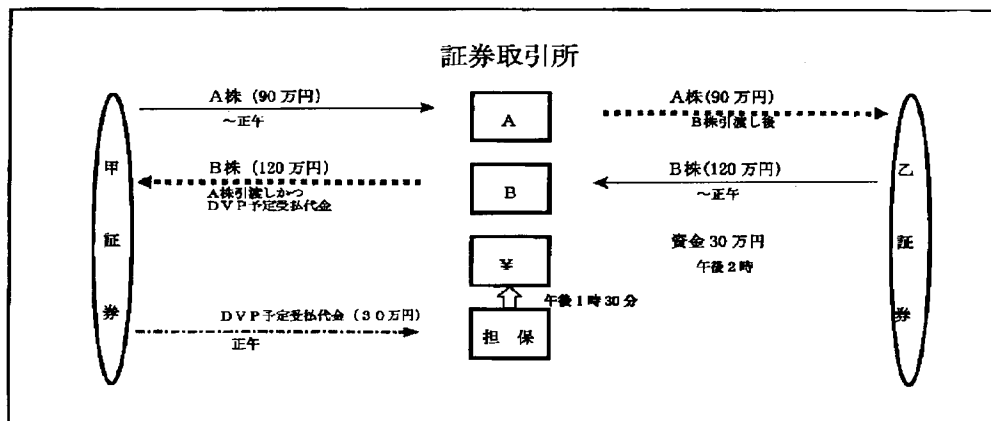 証券取引所
A株 (90万円)
～正午
A
A株(90万円)
B株引渡し後
B株 (120万円)
A株引渡しかつ
DVP予定受払代金
B
B株(120万円)
～正午
甲証券
乙証券
¥
資金30万円
午後2時
午後1時30分
DVP予定受払代金 (30万円)
正午
担保